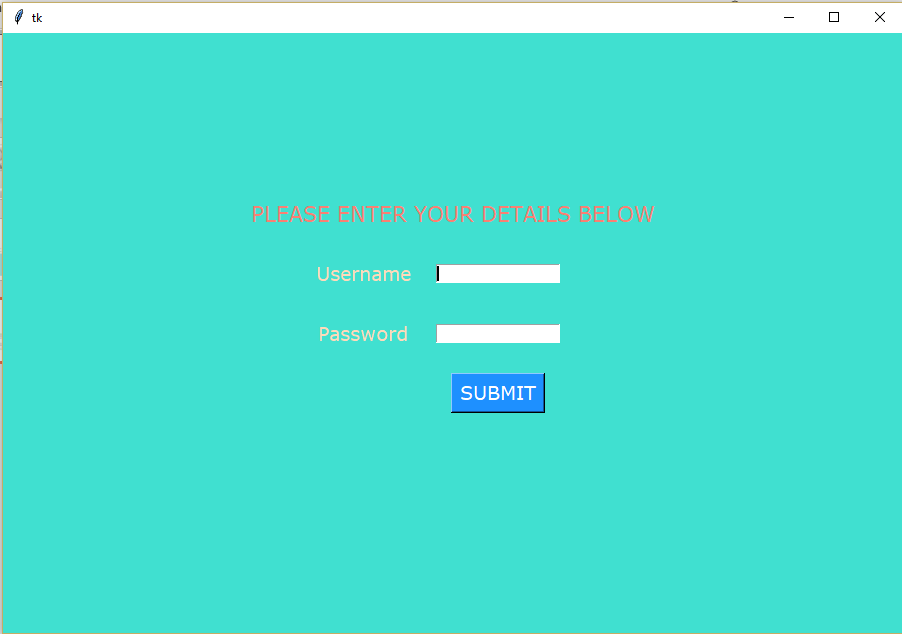 tk
PLEASE ENTER YOUR DETAILS BELOW
Username
Password
SUBMIT